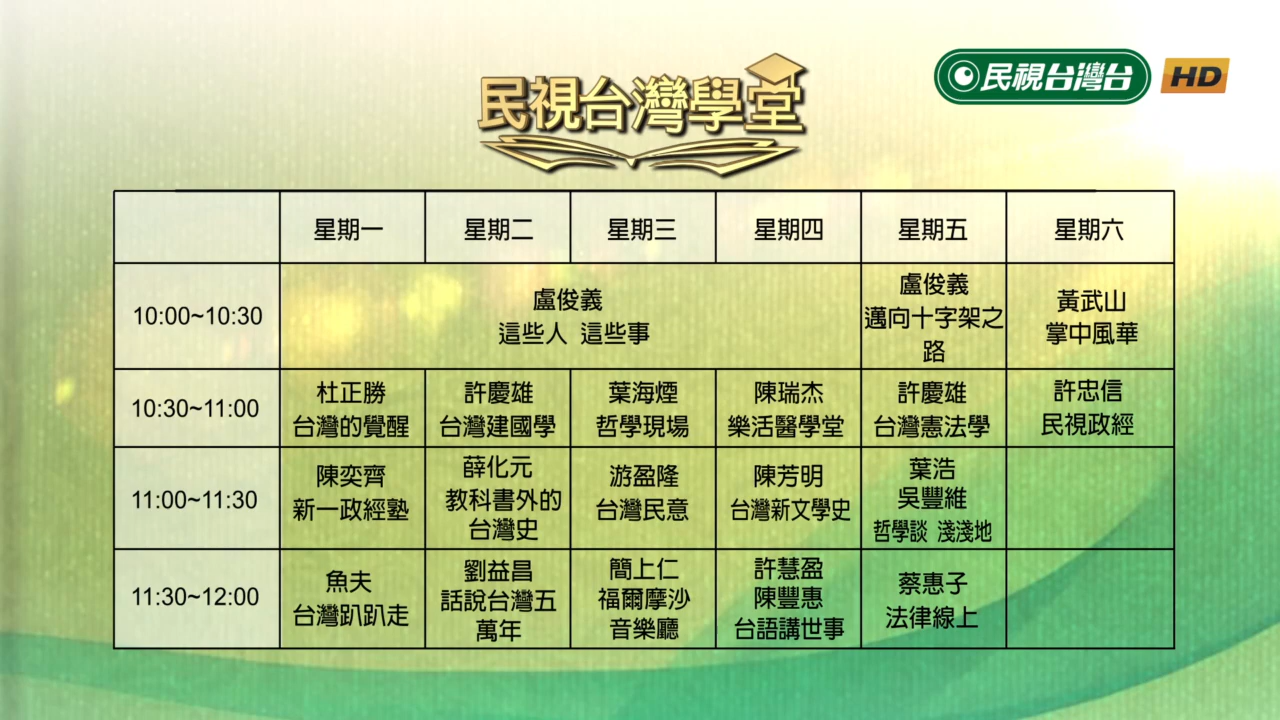 民視台灣學堂
民視台灣台 HD
星期一 星期二 星期三 星期四 星期五 星期六
10:00~10:30
盧俊義
這些人 這些事
盧俊義
邁向十字架之
路
黃武山
掌中風華
10:30~11:00
杜正勝
台灣的覺醒
許慶雄
台灣建國學
葉海煙
哲學現場
陳瑞杰
樂活醫學堂
許慶雄
台灣憲法學
許忠信
民視政經
11:00~11:30
陳奕齊
新一政經塾
薛化元
教科書外的
台灣史
游盈隆
台灣民意
陳芳明
台灣新文學史
葉浩
吳豐維
哲學談 淺淺地
11:30~12:00
魚夫
台灣趴趴走
劉益昌
話說台灣五
萬年
簡上仁
福爾摩沙
音樂廳
許慧盈
陳豐惠
台語講世事
蔡惠子
法律線上